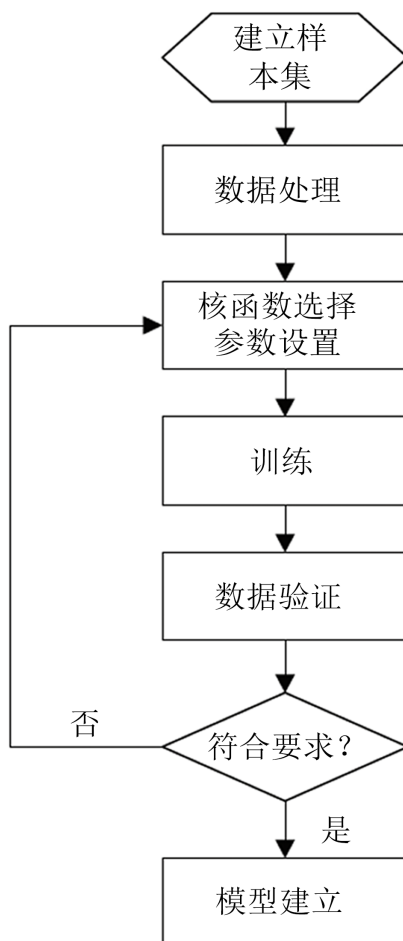 建立样
本集
数据处理
核函数选择
参数设置
训练
数据验证
符合要求?
否
是
模型建立